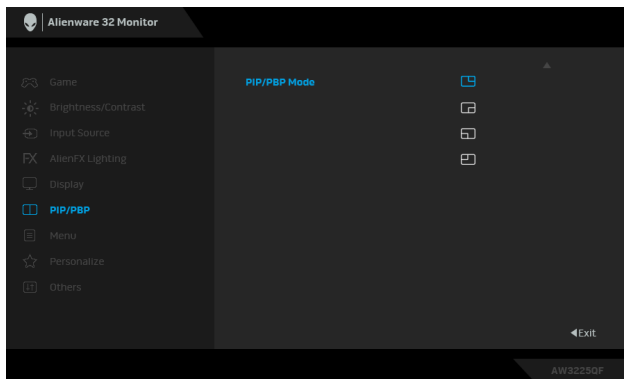 Alienware 32 Monitor
Game
PIP/PBP Mode
Brightness/Contrast
Input Source
FX AlienFX Lighting
Display
PIP/PBP
Menu
Personalize
Others
Exit
AW3225QF